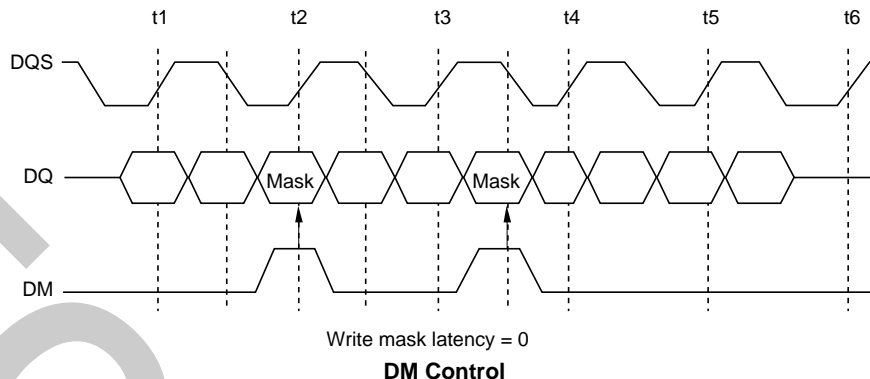 t1 t2 t3 t4 t5 t6
DQS
DQ Mask Mask
DM
Write mask latency = 0
DM Control